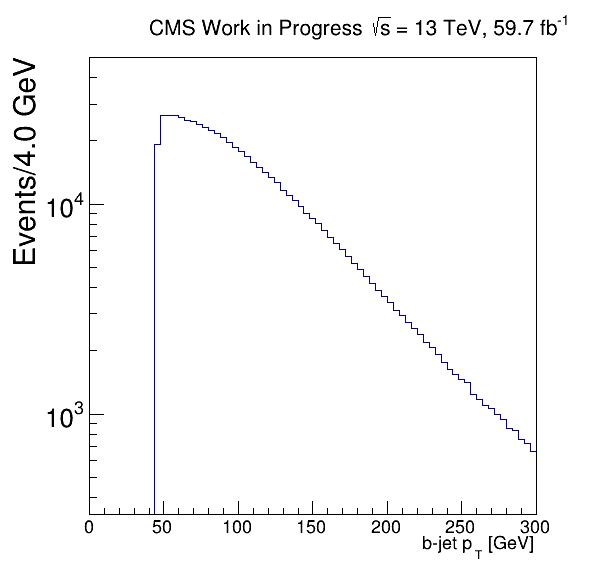 CMS Work in Progress √s = 13 TeV, 59.7 fb⁻¹
Events/4.0 GeV
10⁴
10³
0 50 100 150 200 250 300
b-jet p_T [GeV]